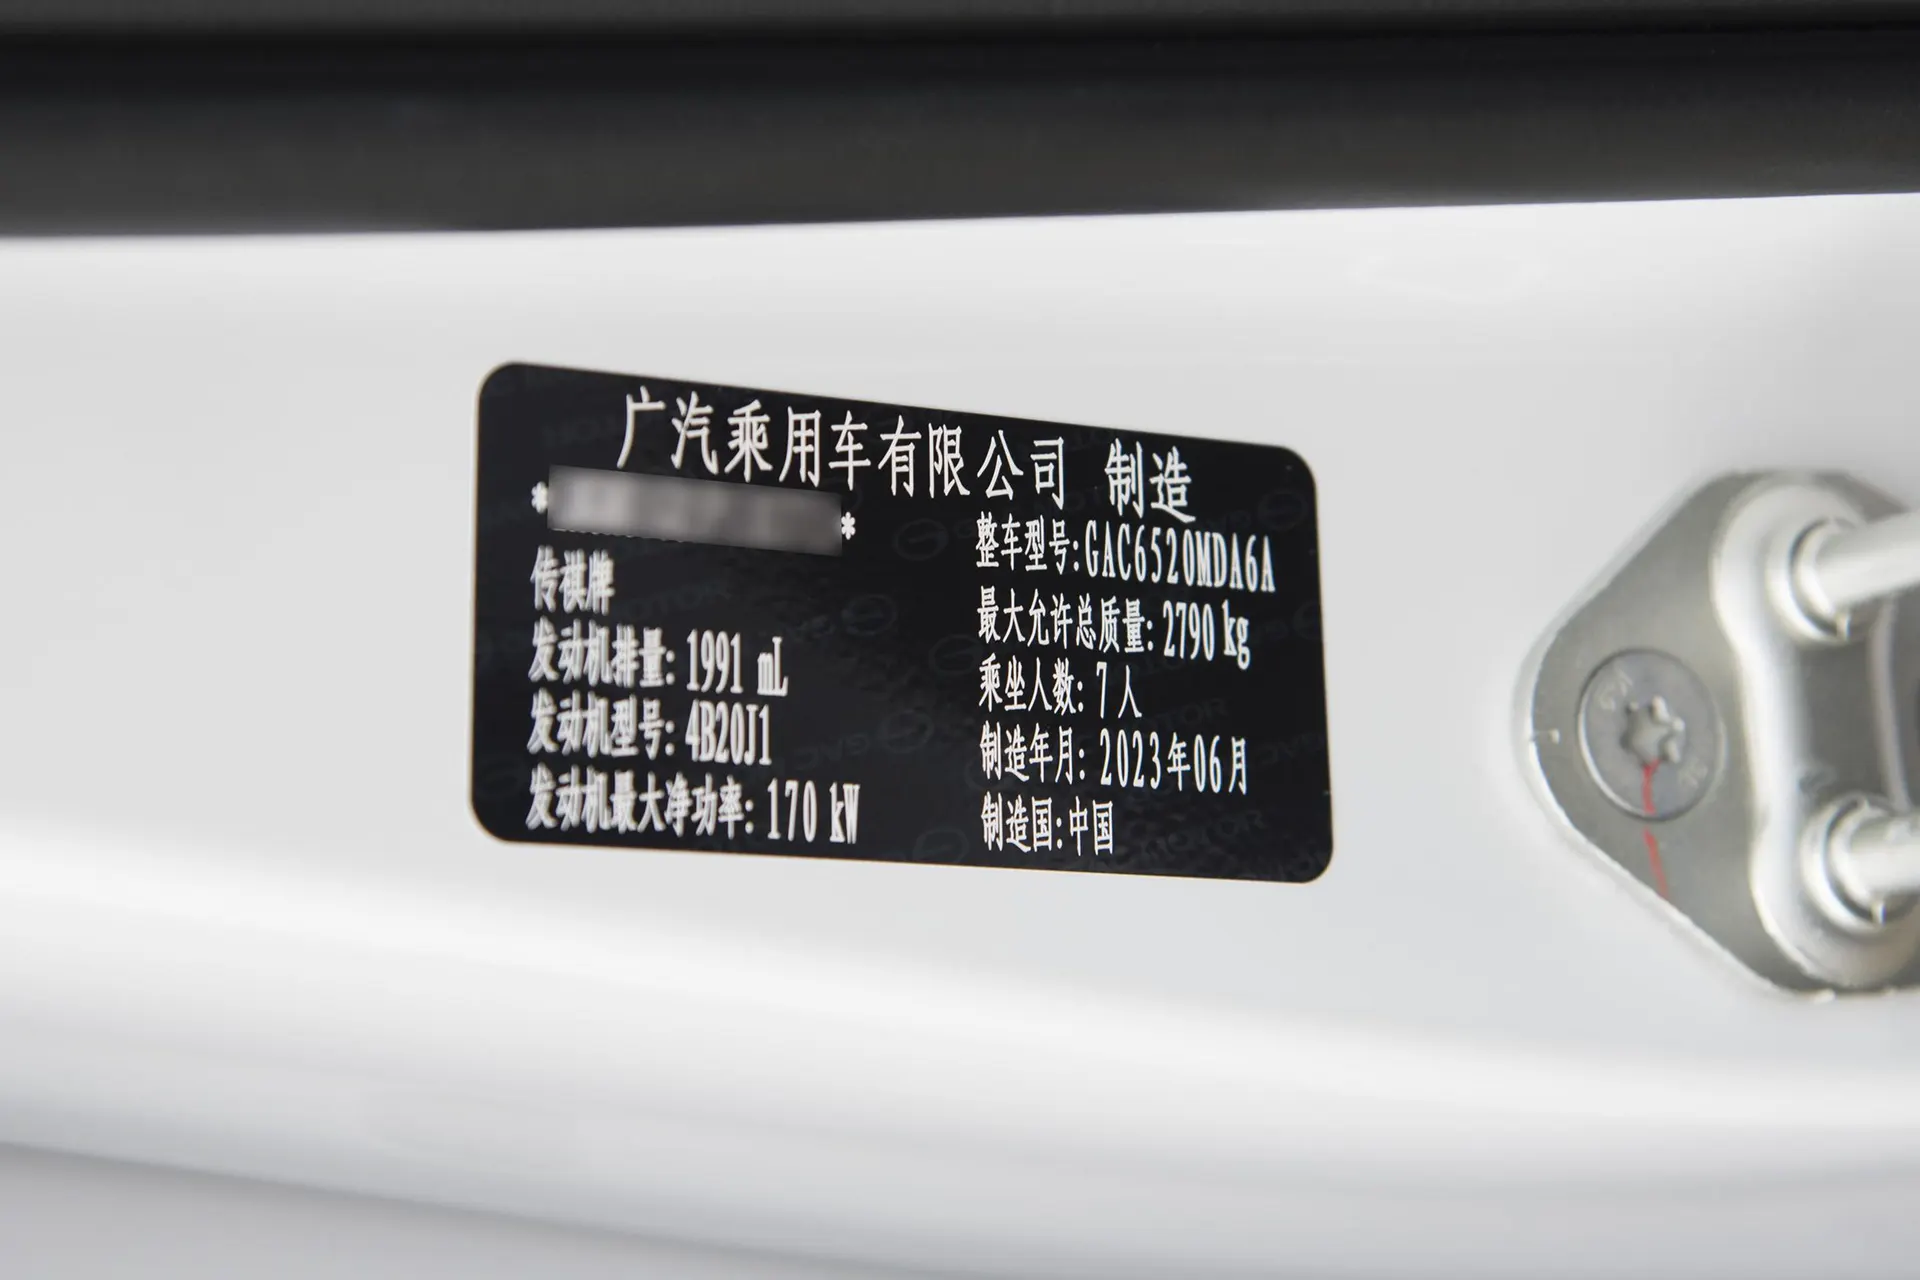 广汽乘用车有限公司 制造
* *
传祺牌
发动机排量: 1991 mL
发动机型号: 4B20J1
发动机最大净功率: 170 kW
整车型号: GAC6520MDA6A
最大允许总质量: 2790 kg
乘坐人数: 7人
制造年月: 2023年06月
制造国: 中国